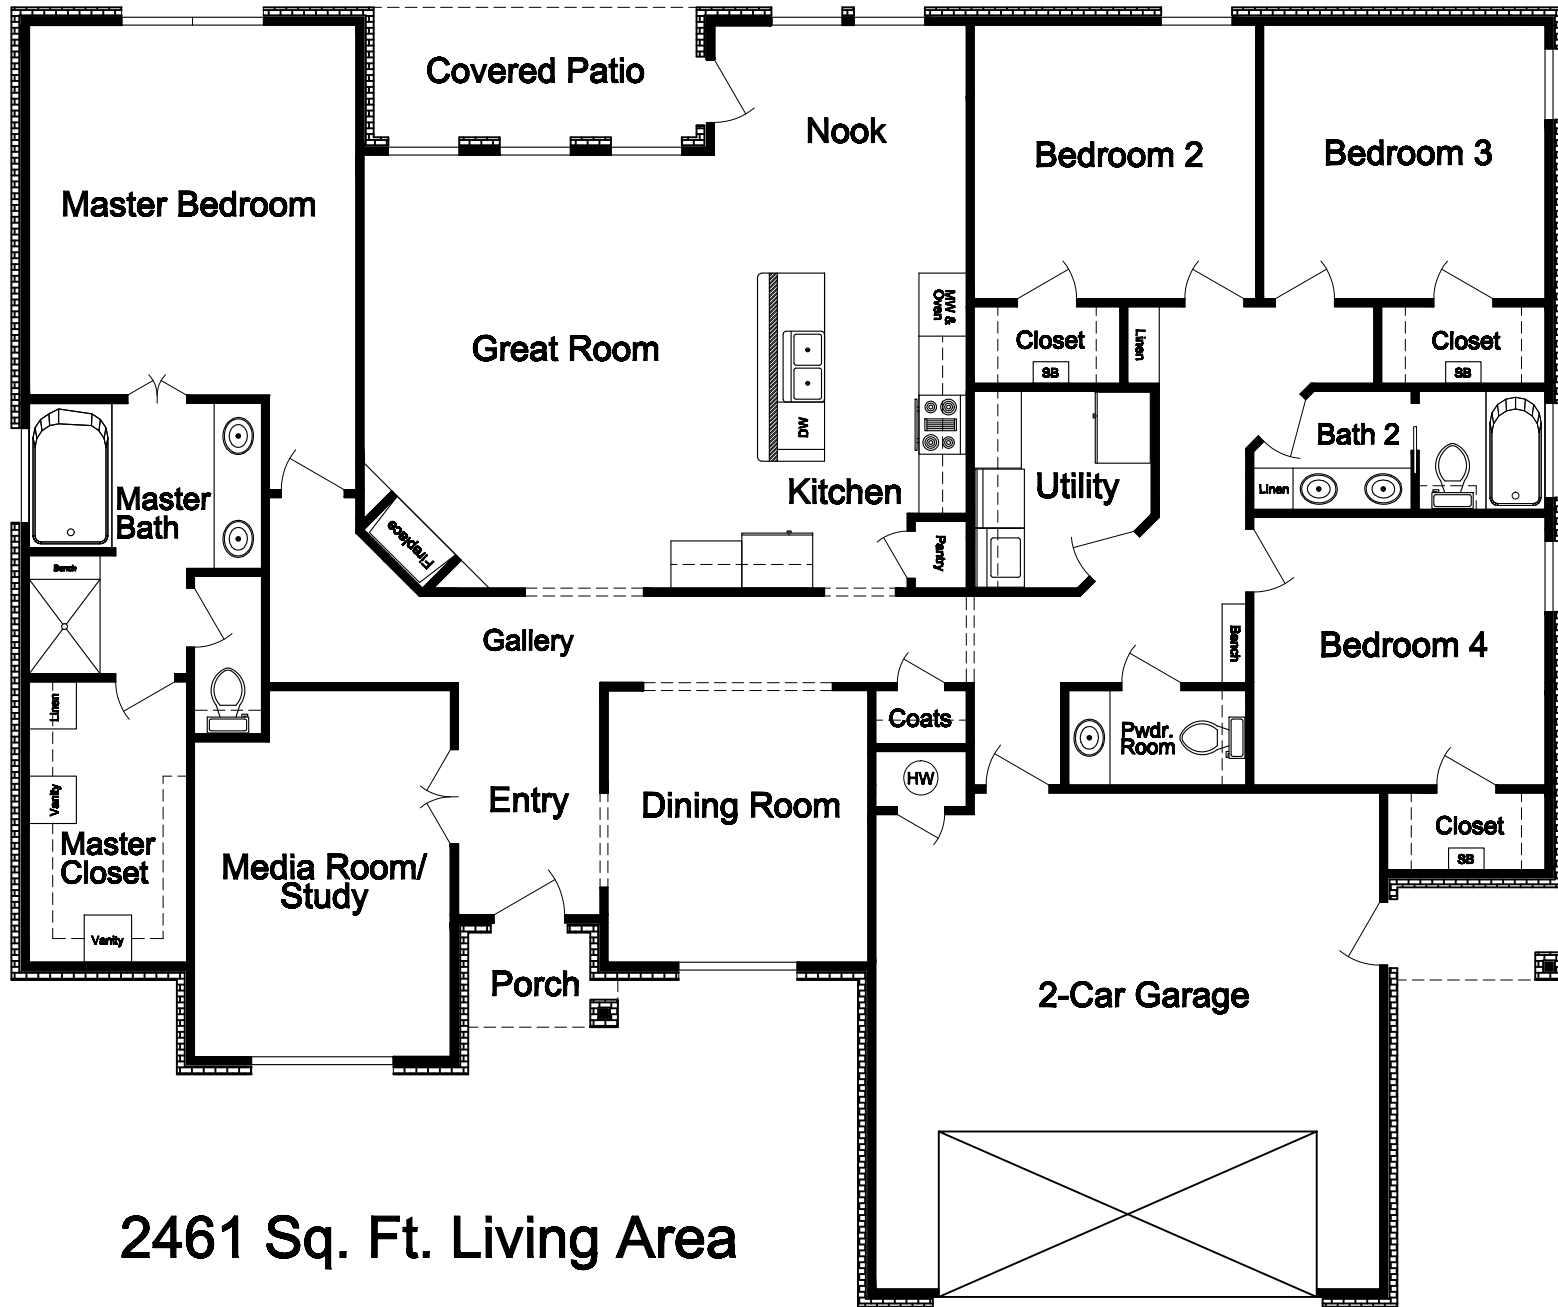 Covered Patio
Nook
Bedroom 2
Bedroom 3
Master Bedroom
MW &
Oven
Great Room
Closet
SB
Linen
Closet
SB
DW
Bath 2
Kitchen
Utility
Linen
Master
Bath
Fireplace
Pantry
Bench
Gallery
Bench
Bedroom 4
Linen
Coats
Pwdr.
Room
HW
Vanity
Entry
Dining Room
Master
Closet
Closet
SB
Media Room/
Study
Vanity
Porch
2-Car Garage
2461 Sq. Ft. Living Area